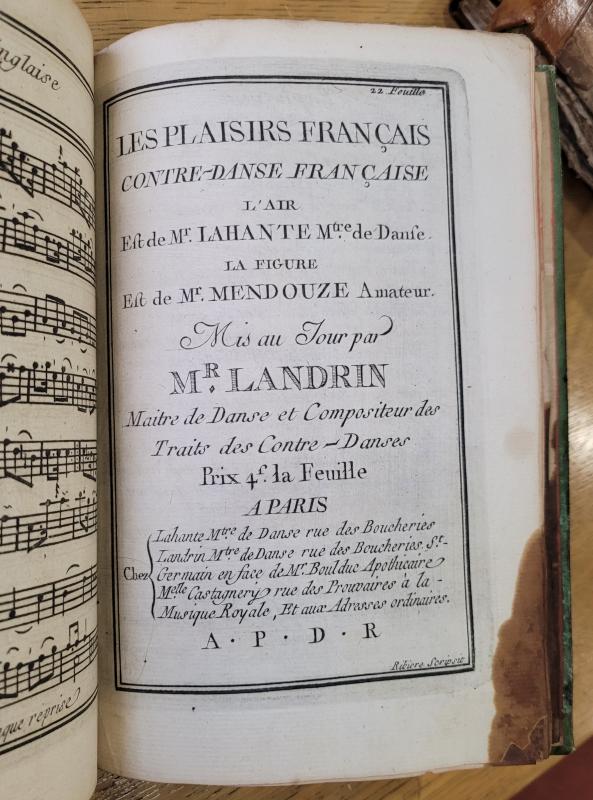 nglaise
que reprise
22 Feuille
LES PLAISIRS FRANÇAIS
CONTRE-DANSE FRANÇAISE
L'AIR
Eſt de Mr. LAHANTE Mtre. de Danſe.
LA FIGURE
Eſt de Mr. MENDOUZE Amateur.
Mis au Jour par
MR. LANDRIN
Maitre de Danse et Compositeur des
Traits des Contre-Danses
Prix 4ſ. la Feuille
A PARIS
Chez
Lahante Mtre. de Danse rue des Boucheries
Landrin Mtre. de Danse rue des Boucheries St.-
Germain en face de Mr. Boulduc Apothicaire
Melle. Castagnery rue des Prouvaires à la-
Musique Royale, Et aux Adresses ordinaires.
A·P·D·R
Ribiere Scripsit